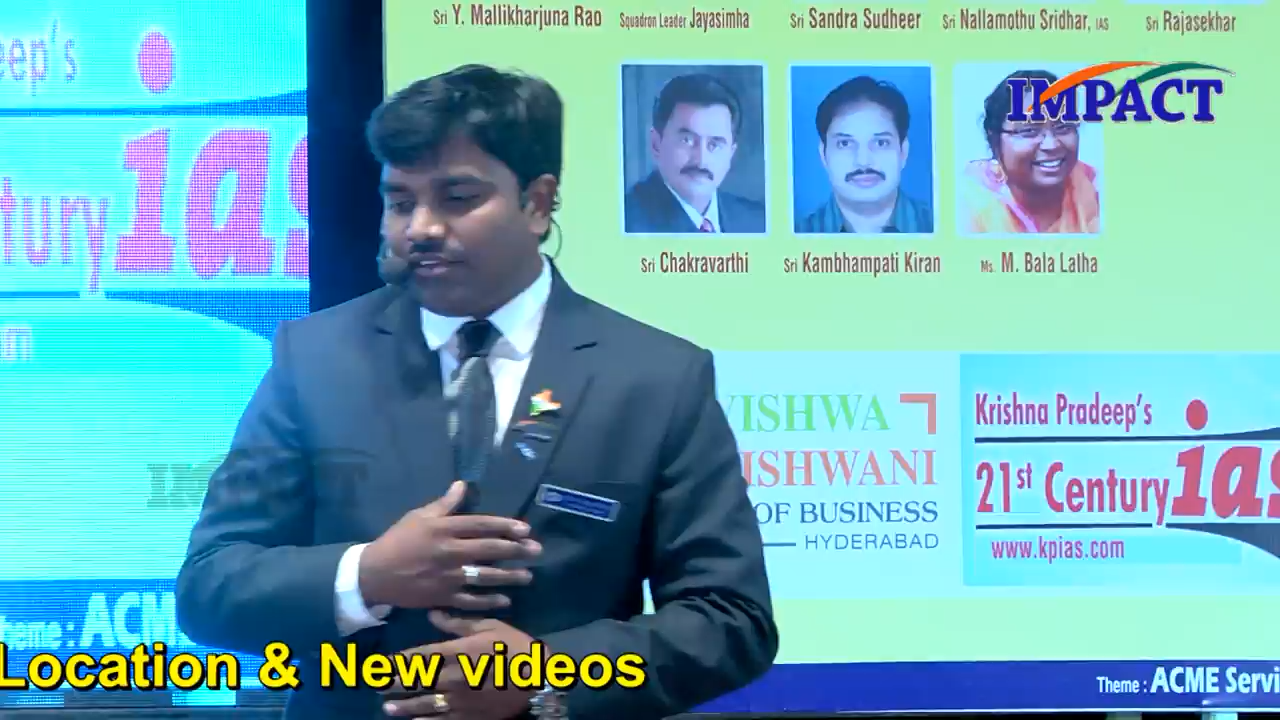 Sri Y. Mallikharjuna Rao
Squadron Leader Jayasimha
Sri Sandra Sudheer
Sri Nallamothu Sridhar, IAS
Sri Rajasekhar
IMPACT
Sri Chakravarthi
Sri Kambhampati Kiran
Ms. M. Bala Latha
eep's
tury ias
m
VISHWA
ISHWANI
OF BUSINESS
HYDERABAD
Krishna Pradeep's
21st Century ias
www.kpias.com
Theme : ACM
Location & New videos
Theme : ACME Servi